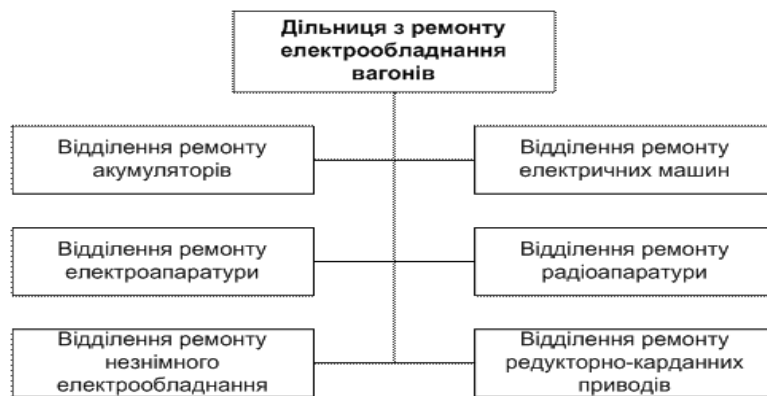 Дільниця з ремонту
електрообладнання
вагонів
Відділення ремонту
акумуляторів
Відділення ремонту
електричних машин
Відділення ремонту
електроапаратури
Відділення ремонту
радіоапаратури
Відділення ремонту
незнімного
електрообладнання
Відділення ремонту
редукторно-карданних
приводів